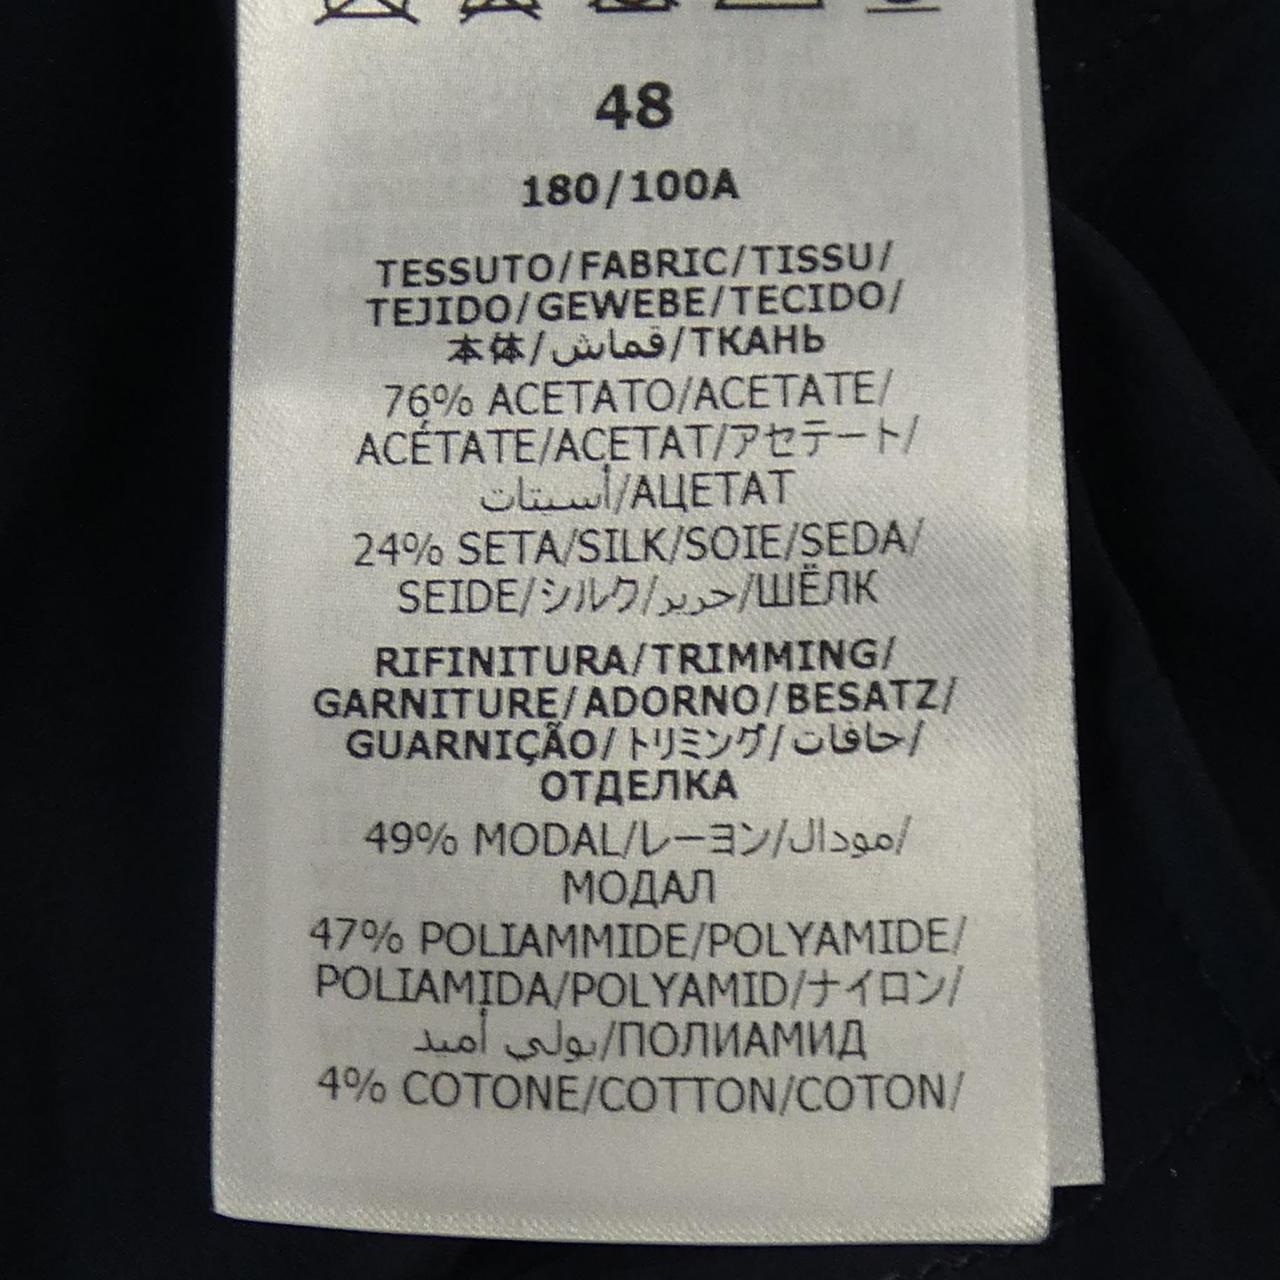 48
180/100A
TESSUTO/FABRIC/TISSU/
TEJIDO/GEWEBE/TECIDO/
本体/قماش/ТКАНЬ
76% ACETATO/ACETATE/
ACÉTATE/ACETAT/アセテート/
أسيتات/АЦЕТАТ
24% SETA/SILK/SOIE/SEDA/
SEIDE/シルク/حرير/ШЁЛК
RIFINITURA/TRIMMING/
GARNITURE/ADORNO/BESATZ/
GUARNIÇÃO/トリミング/حافات/
ОТДЕЛКА
49% MODAL/レーヨン/مودال/
МОДАЛ
47% POLIAMMIDE/POLYAMIDE/
POLIAMIDA/POLYAMID/ナイロン/
بولي أميد/ПОЛИАМИД
4% COTONE/COTTON/COTON/